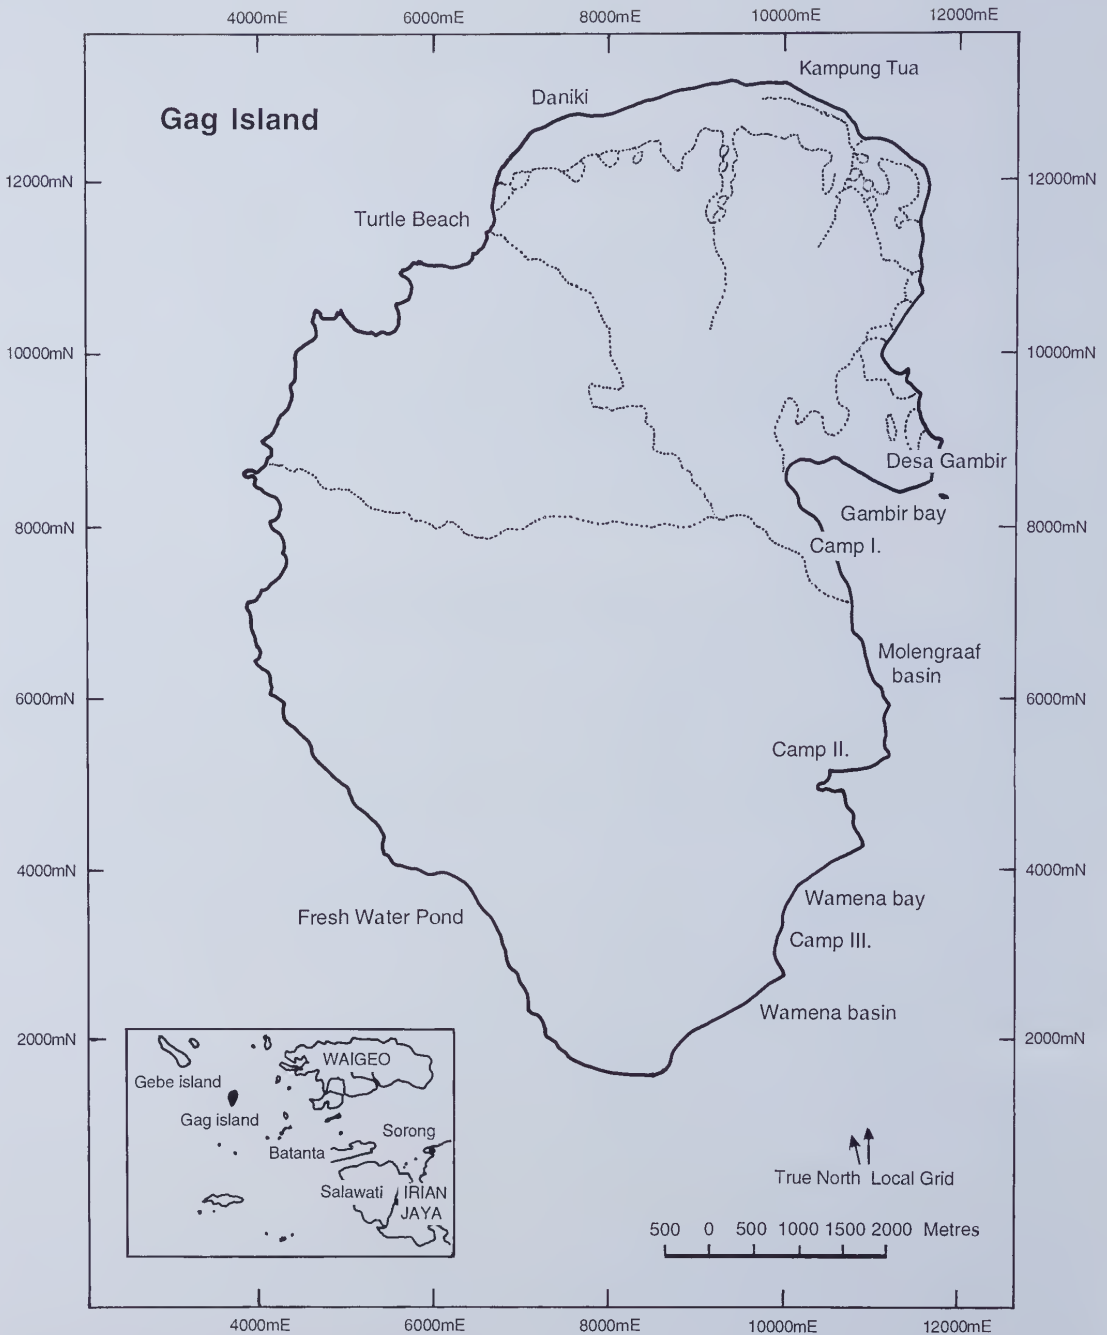 4000mE 6000mE 8000mE 10000mE 12000mE
Kampung Tua
Daniki
Gag Island
12000mN 12000mN
Turtle Beach
10000mN 10000mN
Desa Gambir
Gambir bay
8000mN 8000mN
Camp I.
Molengraaf
basin
6000mN 6000mN
Camp II.
4000mN 4000mN
Wamena bay
Fresh Water Pond
Camp III.
Wamena basin
2000mN 2000mN
WAIGEO
Gebe island
Gag island
Sorong
Batanta
Salawati
IRIAN
JAYA
True North Local Grid
500 0 500 1000 1500 2000 Metres
4000mE 6000mE 8000mE 10000mE 12000mE